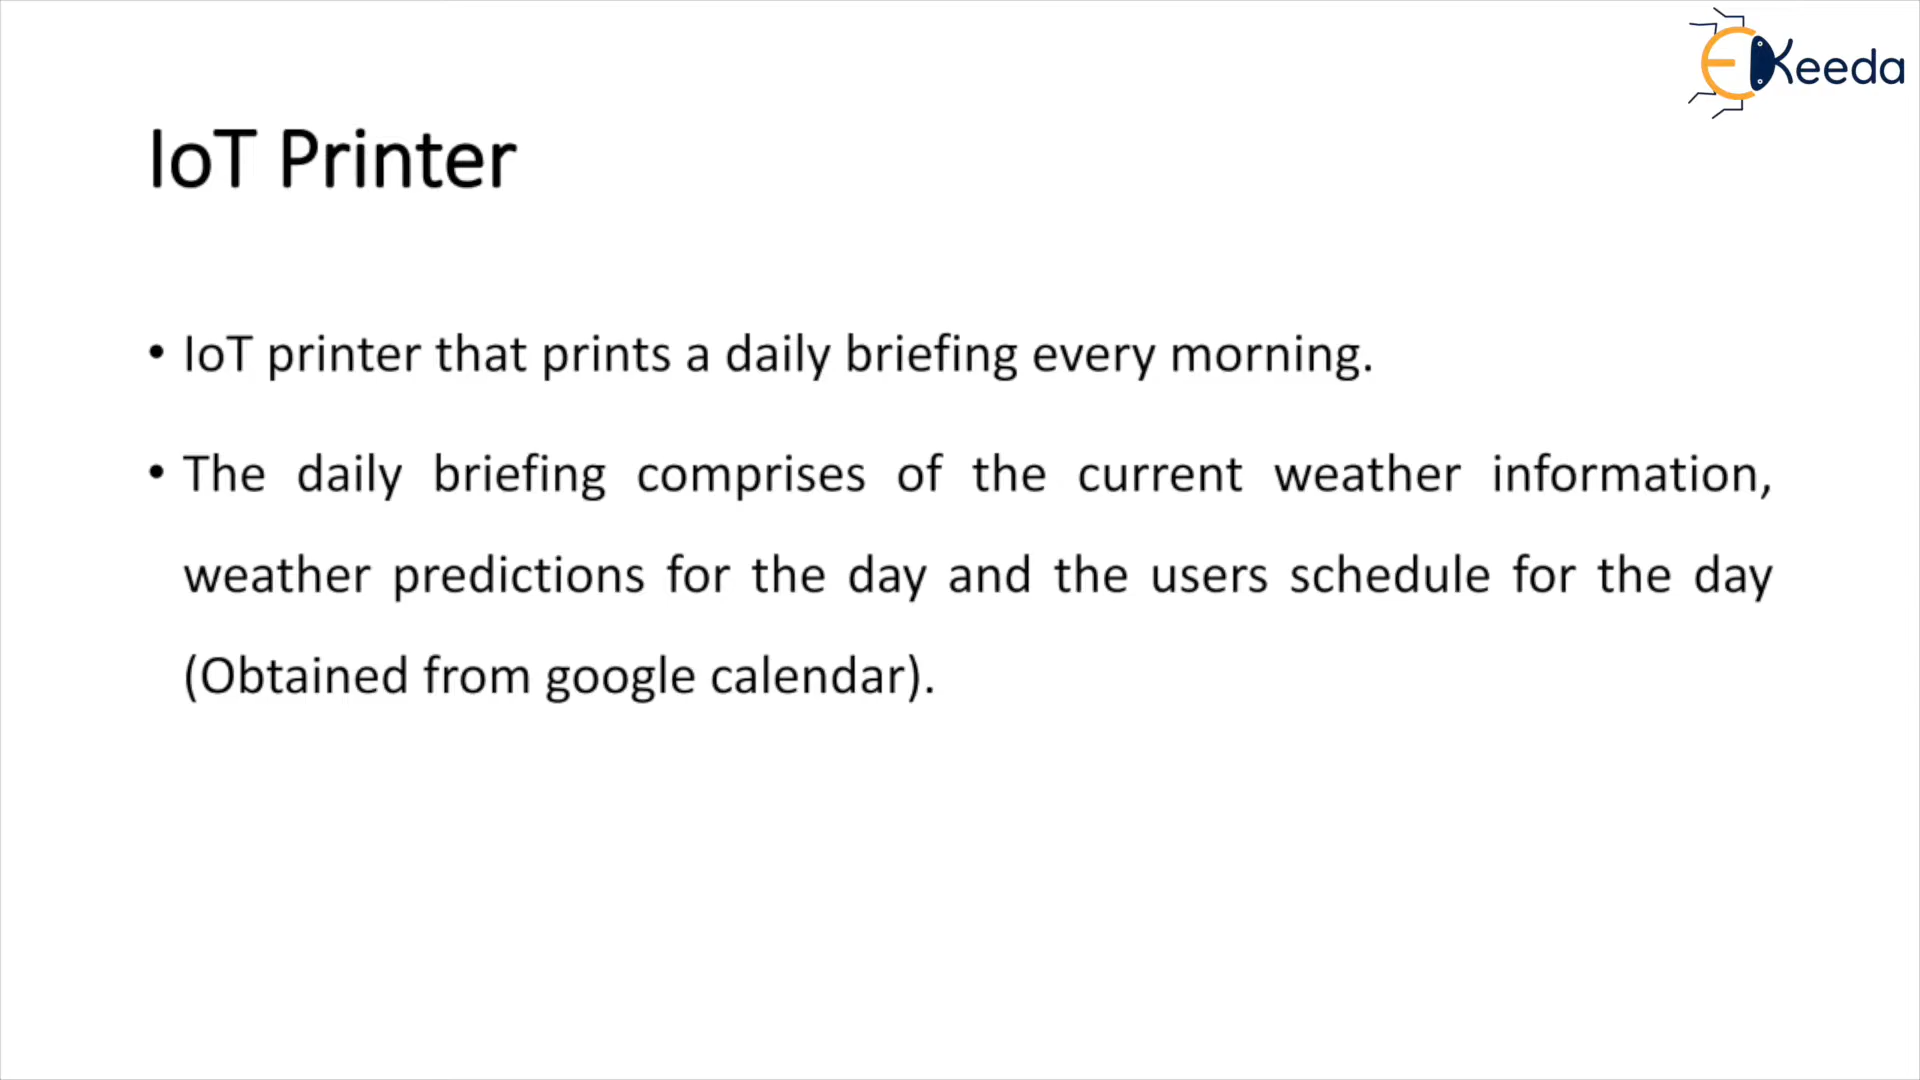 EKeeda
IoT Printer
• IoT printer that prints a daily briefing every morning.
• The daily briefing comprises of the current weather information,
weather predictions for the day and the users schedule for the day
(Obtained from google calendar).